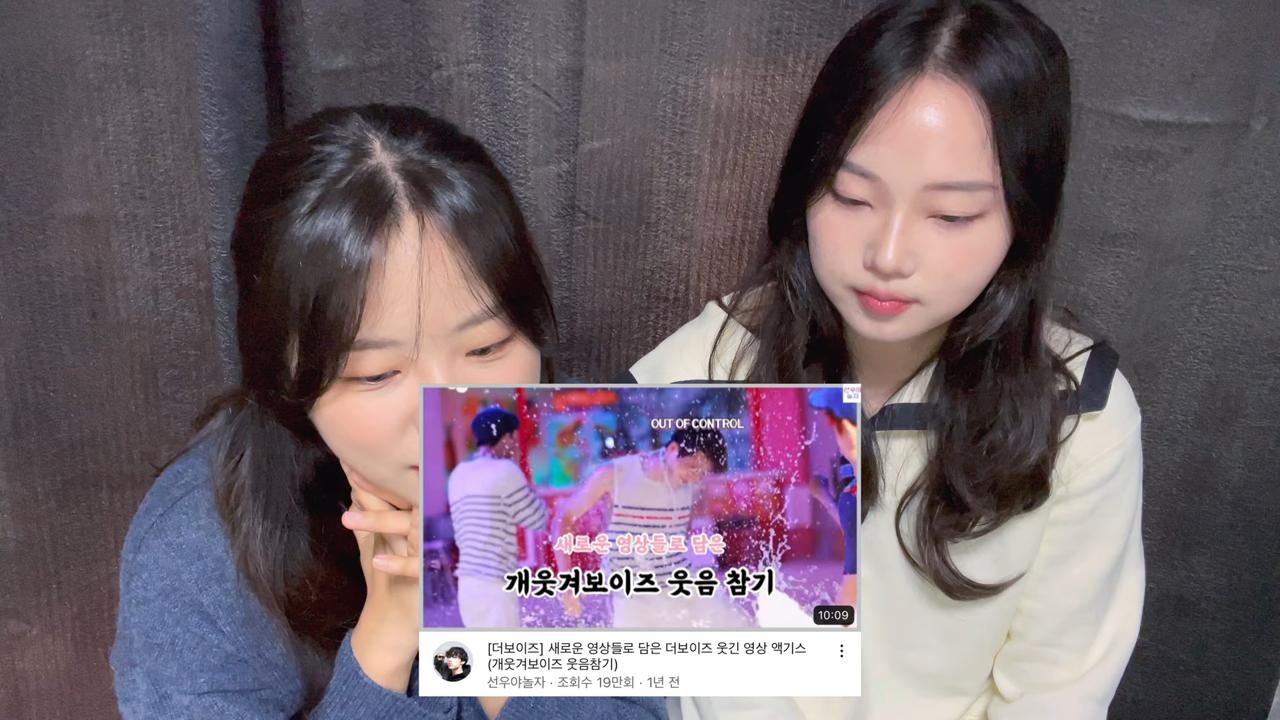 OUT OF CONTROL
새로운 영상들로 담은
개웃겨보이즈 웃음 참기
10:09
[더보이즈] 새로운 영상들로 담은 더보이즈 웃긴 영상 액기스
(개웃겨보이즈 웃음참기)
선우야놀자 · 조회수 19만회 · 1년 전